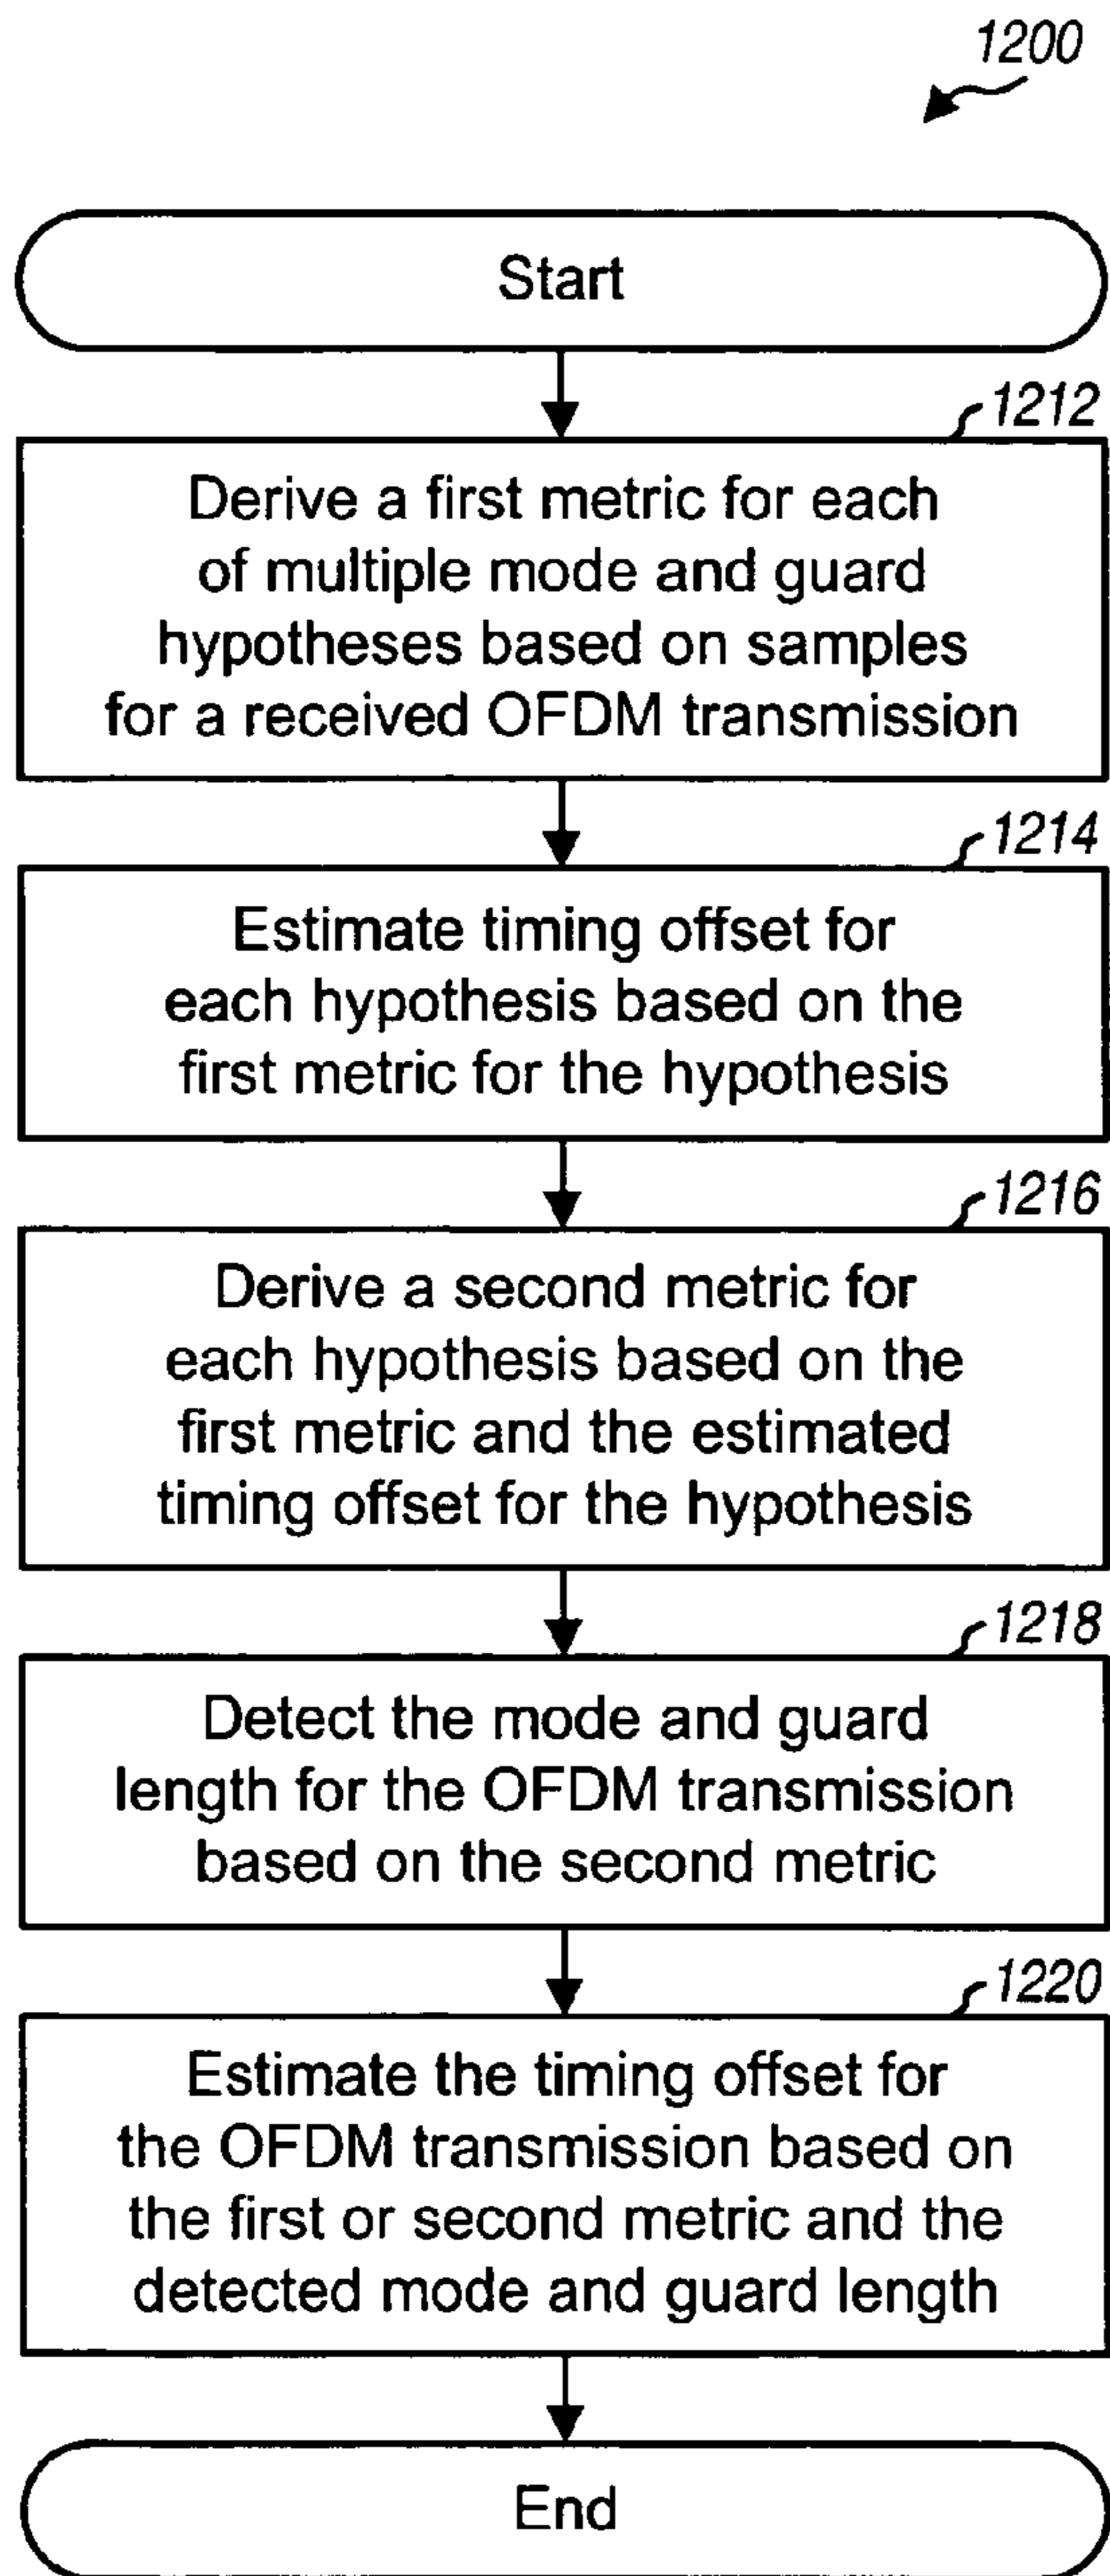 1200
Start
1212
Derive a first metric for each
of multiple mode and guard
hypotheses based on samples
for a received OFDM transmission
1214
Estimate timing offset for
each hypothesis based on the
first metric for the hypothesis
1216
Derive a second metric for
each hypothesis based on the
first metric and the estimated
timing offset for the hypothesis
1218
Detect the mode and guard
length for the OFDM transmission
based on the second metric
1220
Estimate the timing offset for
the OFDM transmission based on
the first or second metric and the
detected mode and guard length
End